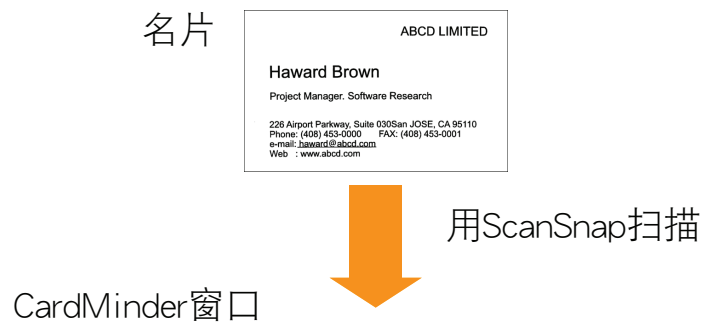 名片
ABCD LIMITED
Haward Brown
Project Manager. Software Research
226 Airport Parkway, Suite 030San JOSE, CA 95110
Phone: (408) 453-0000 FAX: (408) 453-0001
e-mail: haward@abcd.com
Web : www.abcd.com
用ScanSnap扫描
CardMinder窗口